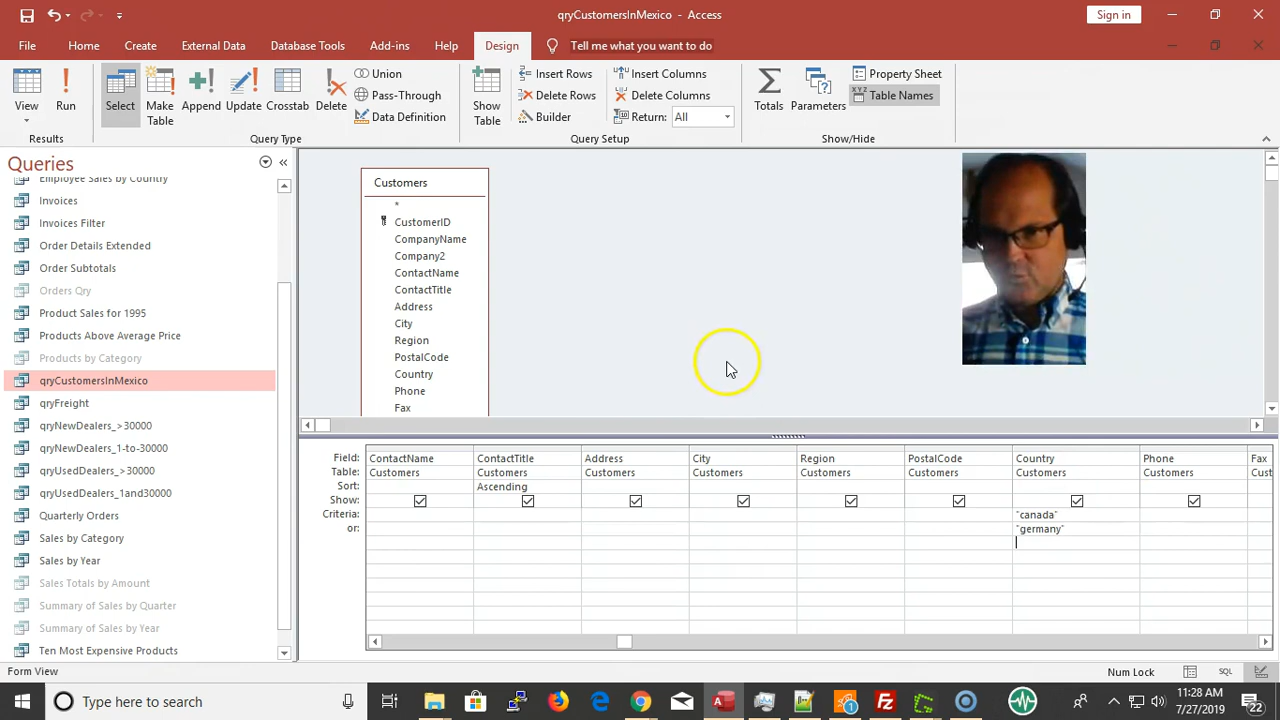 qryCustomersInMexico - Access
Sign in
File Home Create External Data Database Tools Add-ins Help Design Tell me what you want to do
View
Run
Select
Make
Table
Append
Update
Crosstab
Delete
Union
Pass-Through
Data Definition
Show
Table
Insert Rows
Delete Rows
Builder
Insert Columns
Delete Columns
Return: All
Totals
Parameters
Property Sheet
XYZ Table Names
Results Query Type Query Setup Show/Hide
Queries
Employee Sales by Country
Invoices
Invoices Filter
Order Details Extended
Order Subtotals
Orders Qry
Product Sales for 1995
Products Above Average Price
Products by Category
qryCustomersInMexico
qryFreight
qryNewDealers_>30000
qryNewDealers_1-to-30000
qryUsedDealers_>30000
qryUsedDealers_1and30000
Quarterly Orders
Sales by Category
Sales by Year
Sales Totals by Amount
Summary of Sales by Quarter
Summary of Sales by Year
Ten Most Expensive Products
Customers
*
CustomerID
CompanyName
Company2
ContactName
ContactTitle
Address
City
Region
PostalCode
Country
Phone
Fax
Field: ContactName ContactTitle Address City Region PostalCode Country Phone Fax
Table: Customers Customers Customers Customers Customers Customers Customers Customers Cust
Sort: Ascending
Show:
Criteria: "canada"
or: "germany"
Form View
Num Lock
SQL
Type here to search
11:28 AM
7/27/2019
22